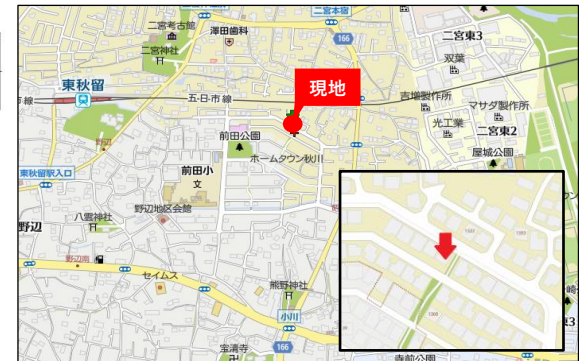 二宮本宿
二宮考古館
澤田歯科
166
二宮東3
二宮神社
双葉
東秋留
現地
五日市線
吉増製作所
マサダ製作所
光工業
前田公園
二宮東2
野辺
ホームタウン秋川
屋城公園
東秋留駅入口
前田小
文
八雲神社
野辺地区会館
野辺
野辺南
セイムス
熊野神社
小川
宝清寺
166
寺前公園